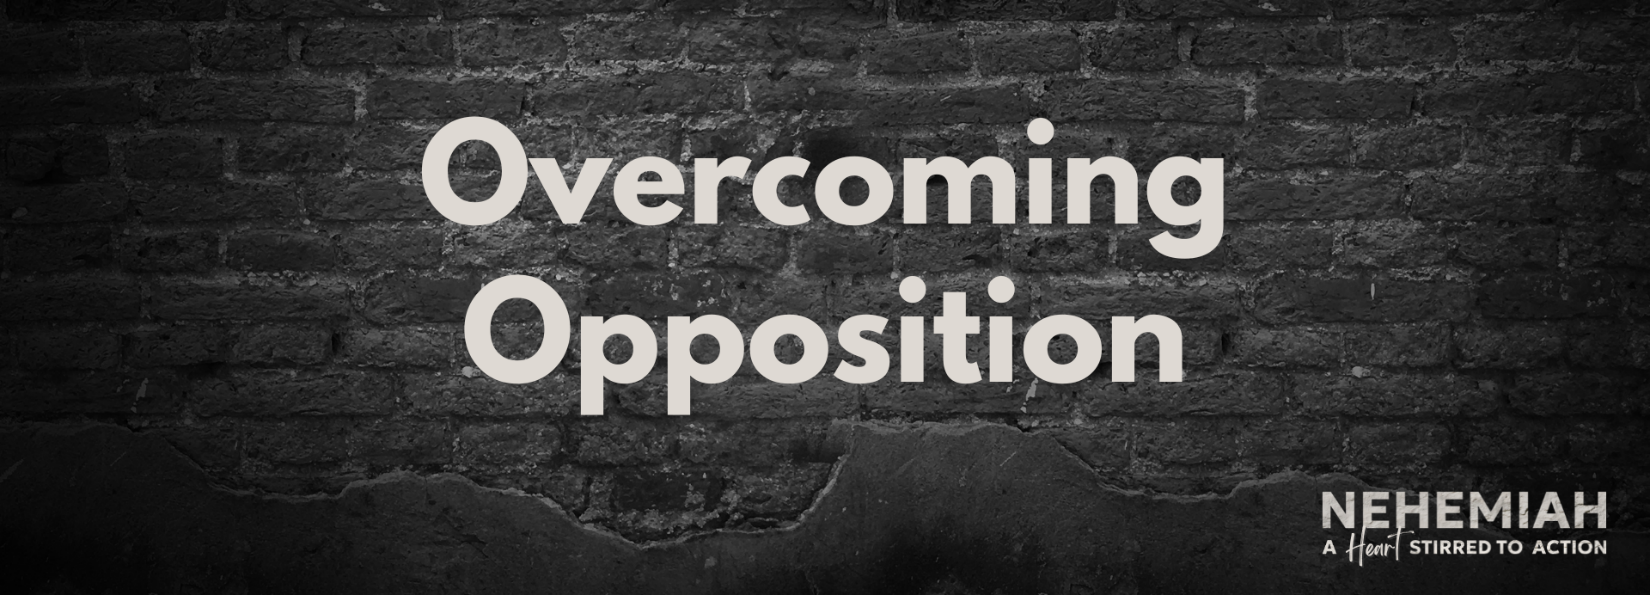 Overcoming
Opposition
NEHEMIAH
A Heart STIRRED TO ACTION